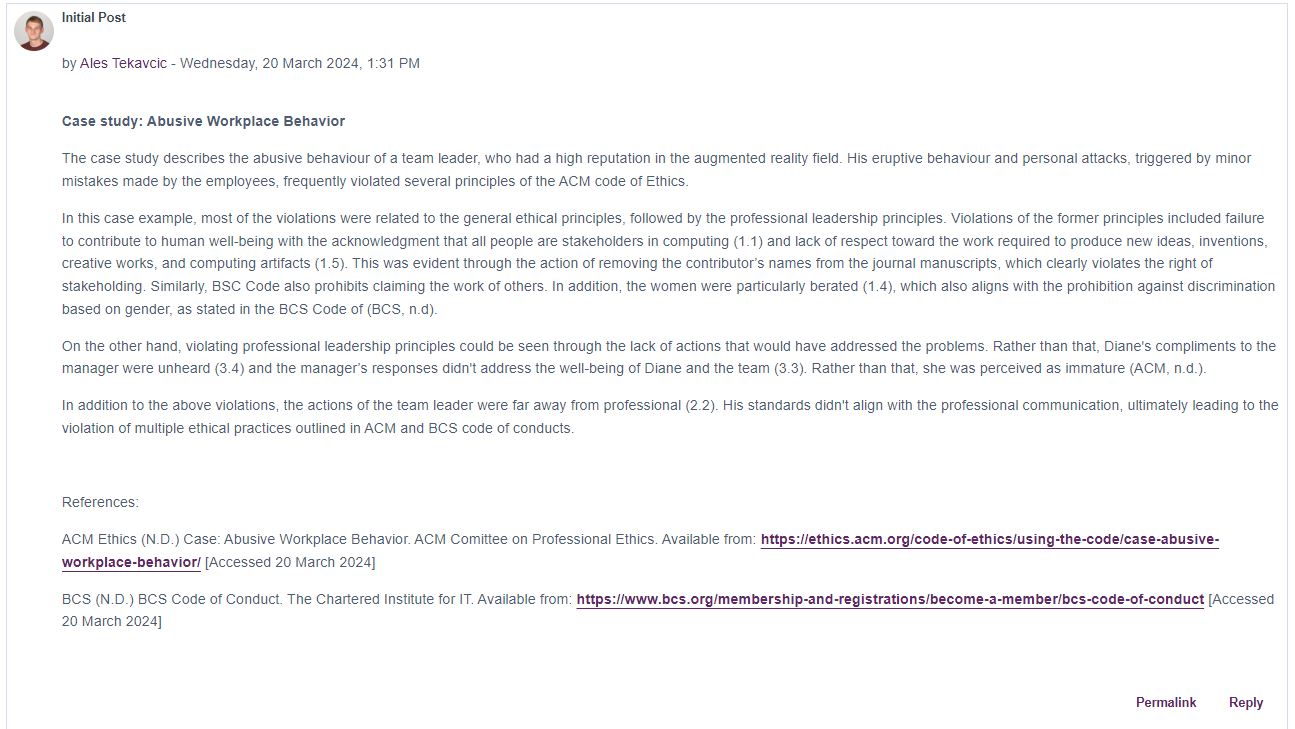 Initial Post
by Ales Tekavcic - Wednesday, 20 March 2024, 1:31 PM
Case study: Abusive Workplace Behavior
The case study describes the abusive behaviour of a team leader, who had a high reputation in the augmented reality field. His eruptive behaviour and personal attacks, triggered by minor
mistakes made by the employees, frequently violated several principles of the ACM code of Ethics.
In this case example, most of the violations were related to the general ethical principles, followed by the professional leadership principles. Violations of the former principles included failure
to contribute to human well-being with the acknowledgment that all people are stakeholders in computing (1.1) and lack of respect toward the work required to produce new ideas, inventions,
creative works, and computing artifacts (1.5). This was evident through the action of removing the contributor's names from the journal manuscripts, which clearly violates the right of
stakeholding. Similarly, BSC Code also prohibits claiming the work of others. In addition, the women were particularly berated (1.4), which also aligns with the prohibition against discrimination
based on gender, as stated in the BCS Code of (BCS, n.d).
On the other hand, violating professional leadership principles could be seen through the lack of actions that would have addressed the problems. Rather than that, Diane's compliments to the
manager were unheard (3.4) and the manager's responses didn't address the well-being of Diane and the team (3.3). Rather than that, she was perceived as immature (ACM, n.d.).
In addition to the above violations, the actions of the team leader were far away from professional (2.2). His standards didn't align with the professional communication, ultimately leading to the
violation of multiple ethical practices outlined in ACM and BCS code of conducts.
References:
ACM Ethics (N.D.) Case: Abusive Workplace Behavior. ACM Comittee on Professional Ethics. Available from: https://ethics.acm.org/code-of-ethics/using-the-code/case-abusive-
workplace-behavior/ [Accessed 20 March 2024]
BCS (N.D.) BCS Code of Conduct. The Chartered Institute for IT. Available from: https://www.bcs.org/membership-and-registrations/become-a-member/bcs-code-of-conduct [Accessed
20 March 2024]
Permalink Reply